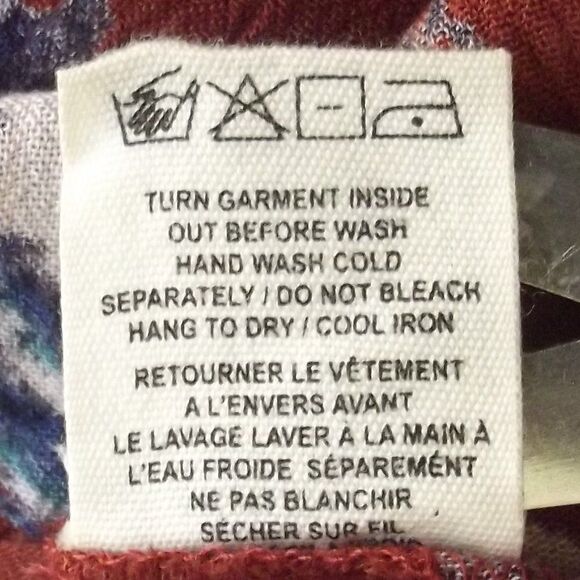 TURN GARMENT INSIDE
OUT BEFORE WASH
HAND WASH COLD
SEPARATELY / DO NOT BLEACH
HANG TO DRY / COOL IRON
RETOURNER LE VÊTEMENT
A L'ENVERS AVANT
LE LAVAGE LAVER À LA MAIN À
L'EAU FROIDE SÉPARÉMENT
NE PAS BLANCHIR
SÉCHER SUR FIL